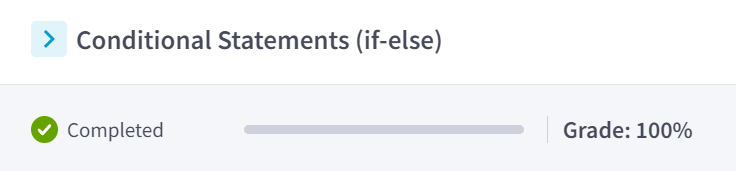 Conditional Statements (if-else)
Completed
Grade: 100%